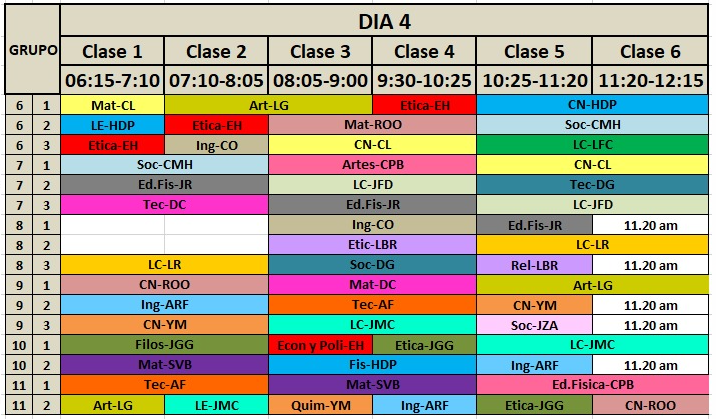 DIA 4
GRUPO Clase 1 Clase 2 Clase 3 Clase 4 Clase 5 Clase 6
06:15-7:10 07:10-8:05 08:05-9:00 9:30-10:25 10:25-11:20 11:20-12:15
6 1 Mat-CL Art-LG Etica-EH CN-HDP
6 2 LE-HDP Etica-EH Mat-ROO Soc-CMH
6 3 Etica-EH Ing-CO CN-CL LC-LFC
7 1 Soc-CMH Artes-CPB CN-CL
7 2 Ed.Fis-JR LC-JFD Tec-DG
7 3 Tec-DC Ed.Fis-JR LC-JFD
8 1 Ing-CO Ed.Fis-JR 11.20 am
8 2 Etic-LBR LC-LR
8 3 LC-LR Soc-DG Rel-LBR 11.20 am
9 1 CN-ROO Mat-DC Art-LG
9 2 Ing-ARF Tec-AF CN-YM 11.20 am
9 3 CN-YM LC-JMC Soc-JZA 11.20 am
10 1 Filos-JGG Econ y Poli-EH Etica-JGG LC-JMC
10 2 Mat-SVB Fis-HDP Ing-ARF 11.20 am
11 1 Tec-AF Mat-SVB Ed.Fisica-CPB
11 2 Art-LG LE-JMC Quim-YM Ing-ARF Etica-JGG CN-ROO